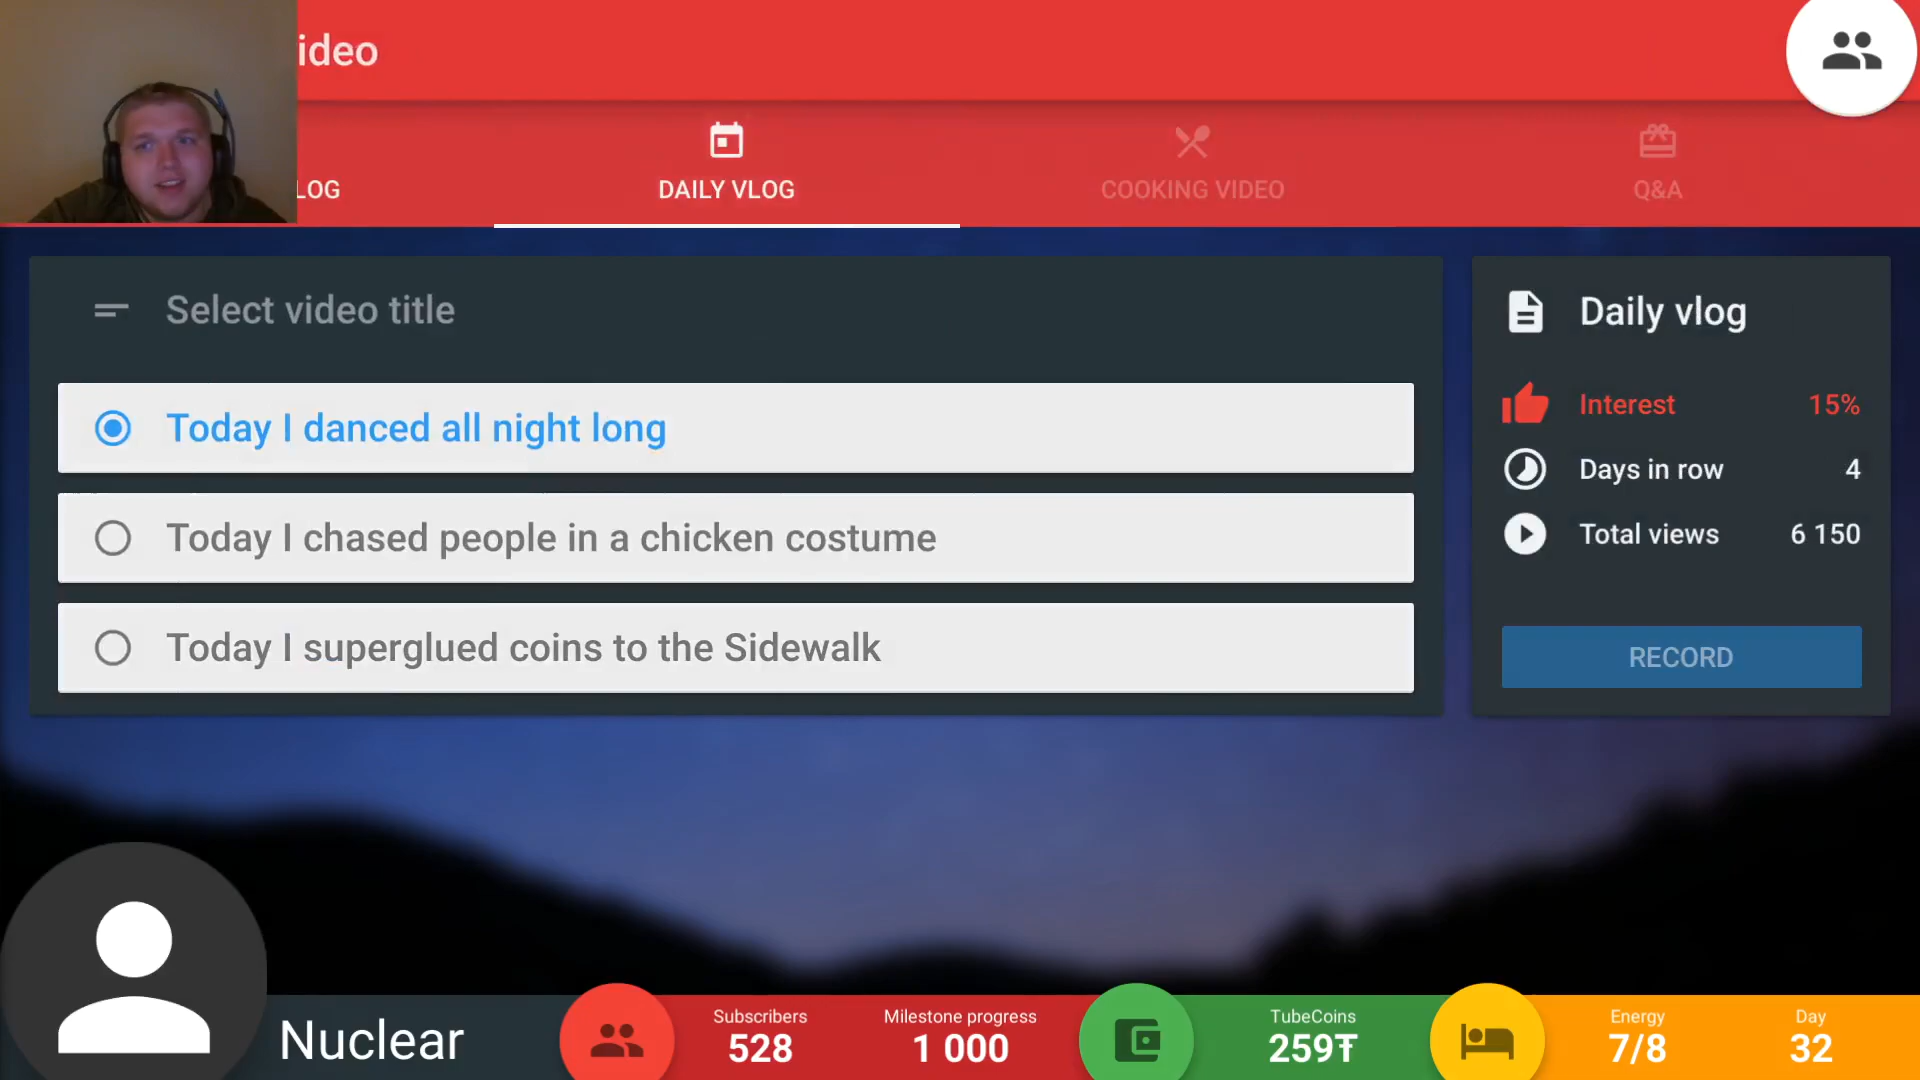 ideo
LOG
DAILY VLOG
COOKING VIDEO
Q&A
Select video title
Today I danced all night long
Today I chased people in a chicken costume
Today I superglued coins to the Sidewalk
Daily vlog
Interest 15%
Days in row 4
Total views 6 150
RECORD
Nuclear
Subscribers
528
Milestone progress
1 000
TubeCoins
259Ŧ
Energy
7/8
Day
32